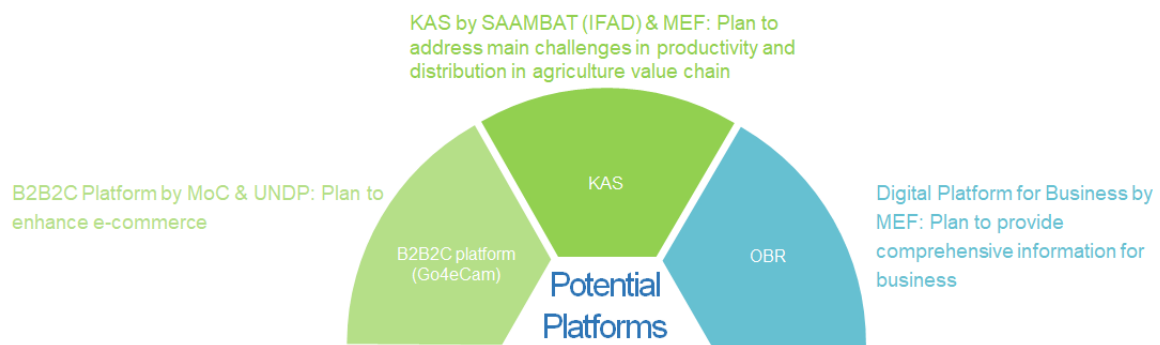 KAS by SAAMBAT (IFAD) & MEF: Plan to
address main challenges in productivity and
distribution in agriculture value chain
KAS
B2B2C Platform by MoC & UNDP: Plan to
enhance e-commerce
B2B2C platform
(Go4eCam)
OBR
Digital Platform for Business by
MEF: Plan to provide
comprehensive information for
business
Potential
Platforms